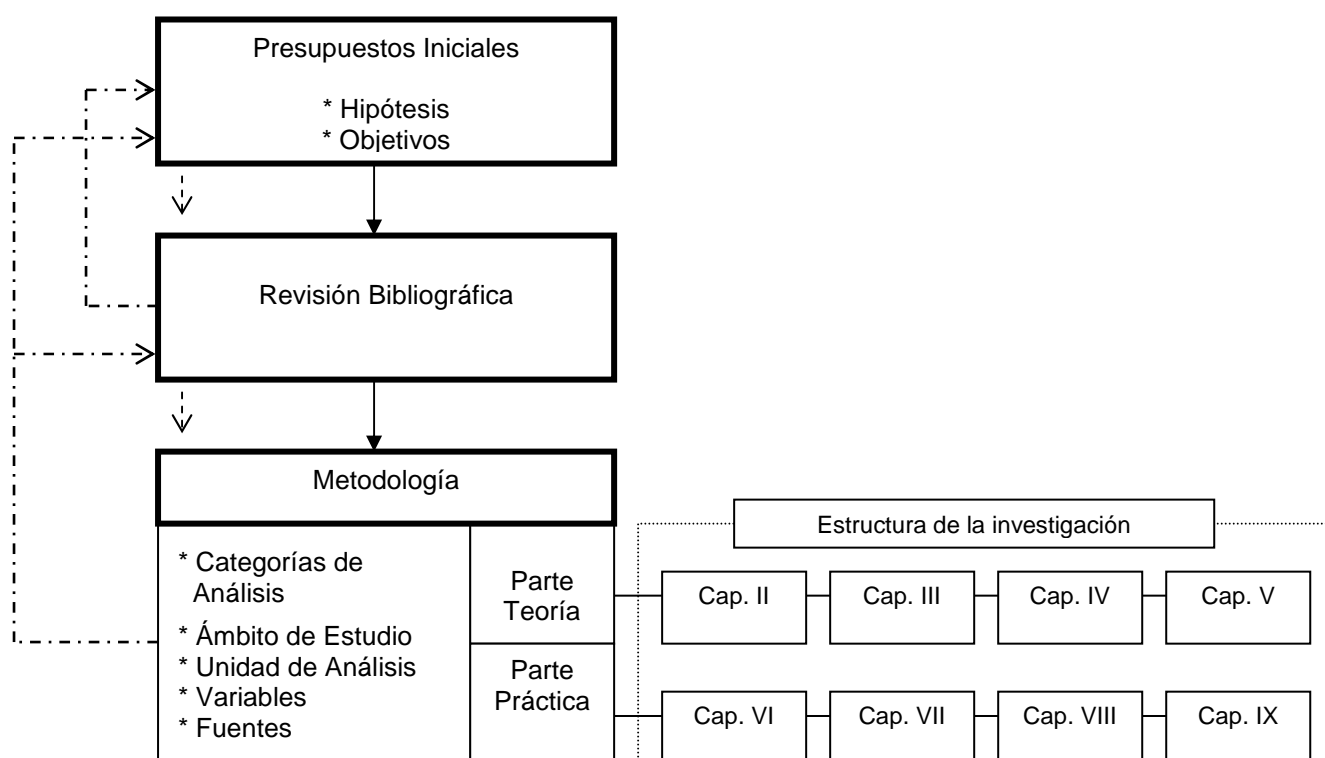 Presupuestos Iniciales
* Hipótesis
* Objetivos
Revisión Bibliográfica
Metodología
* Categorías de
Análisis
* Ámbito de Estudio
* Unidad de Análisis
* Variables
* Fuentes
Parte
Teoría
Parte
Práctica
Estructura de la investigación
Cap. II
Cap. III
Cap. IV
Cap. V
Cap. VI
Cap. VII
Cap. VIII
Cap. IX